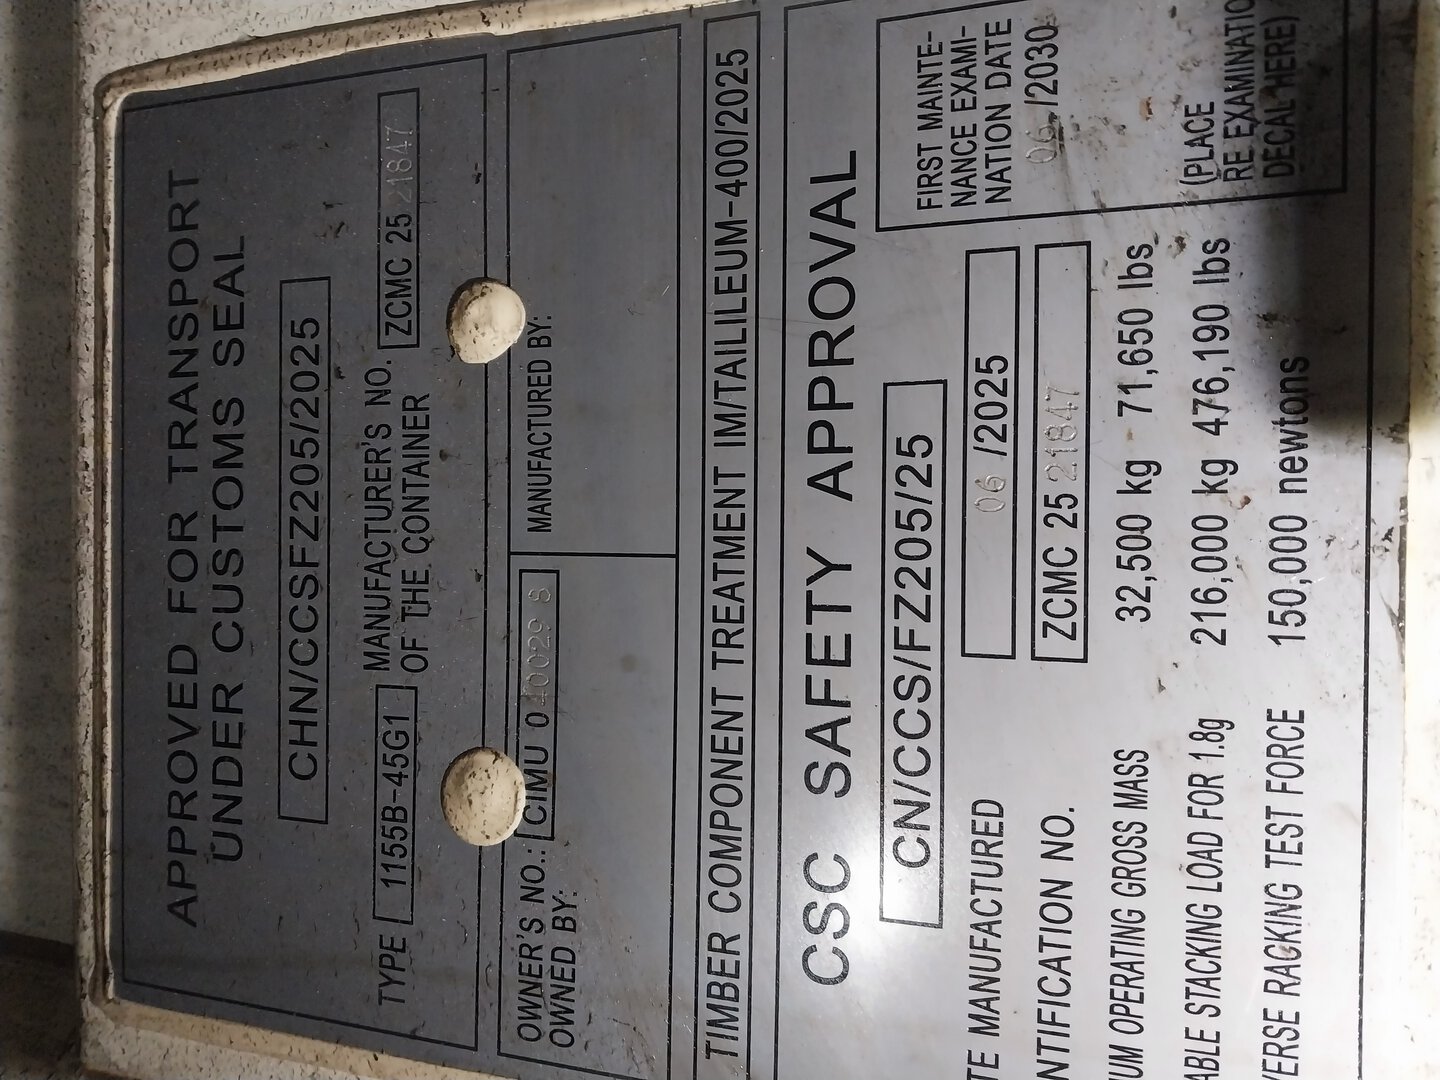 APPROVED FOR TRANSPORT
UNDER CUSTOMS SEAL
CHN/CCSFZ205/2025
TYPE 1155B-45G1 MANUFACTURER'S NO.
OF THE CONTAINER ZCMC 25 21847
OWNER'S NO.: CIMU 0
OWNED BY:
MANUFACTURED BY:
TIMBER COMPONENT TREATMENT IM/TAILILEUM-400/2025
CSC SAFETY APPROVAL
CN/CCS/FZ205/25
TE MANUFACTURED 06 /2025
NTIFICATION NO. ZCMC 25 21847
UM OPERATING GROSS MASS 32,500 kg 71,650 lbs
ABLE STACKING LOAD FOR 1.8g 216,000 kg 476,190 lbs
VERSE RACKING TEST FORCE 150,000 newtons
FIRST MAINTE-
NANCE EXAMI-
NATION DATE
06 /2030
(PLACE
RE EXAMINATIO
DECAL HERE)